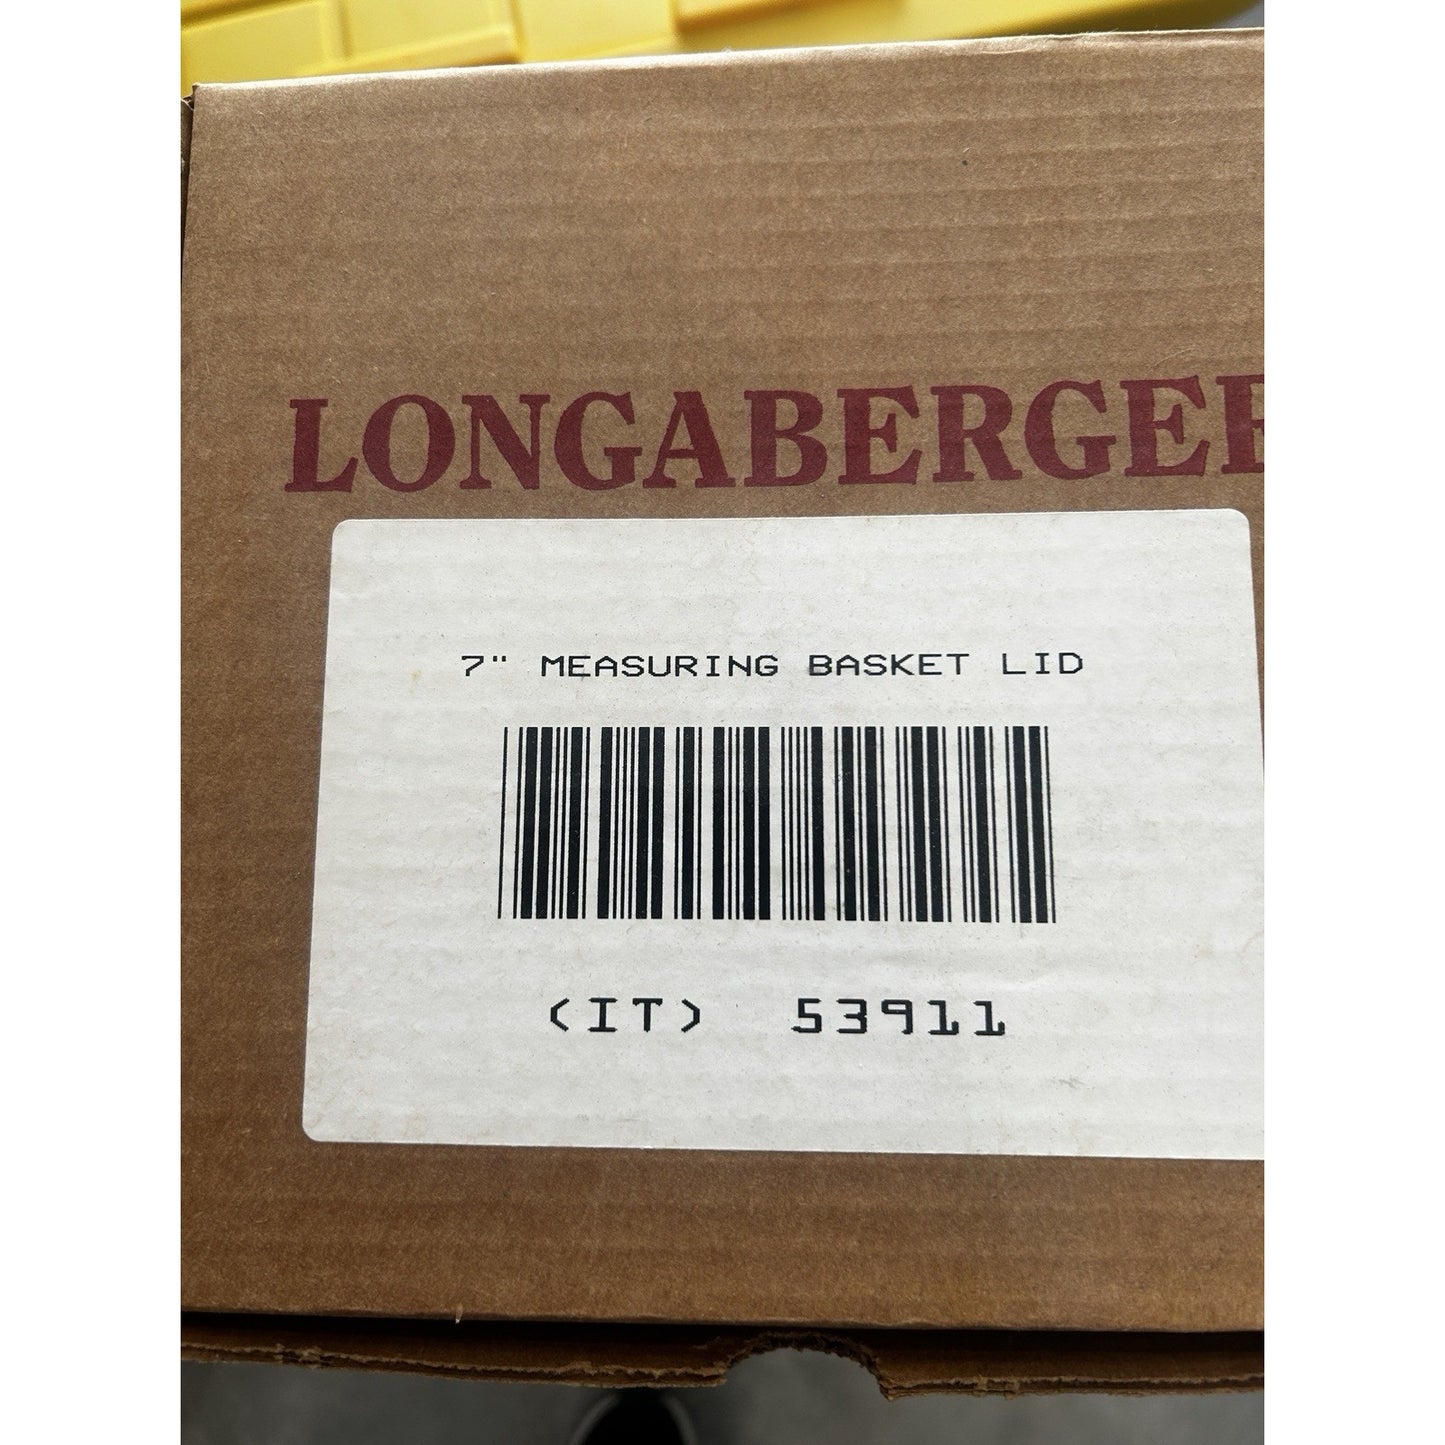 LONGABERGER
7" MEASURING BASKET LID
(IT) 53911